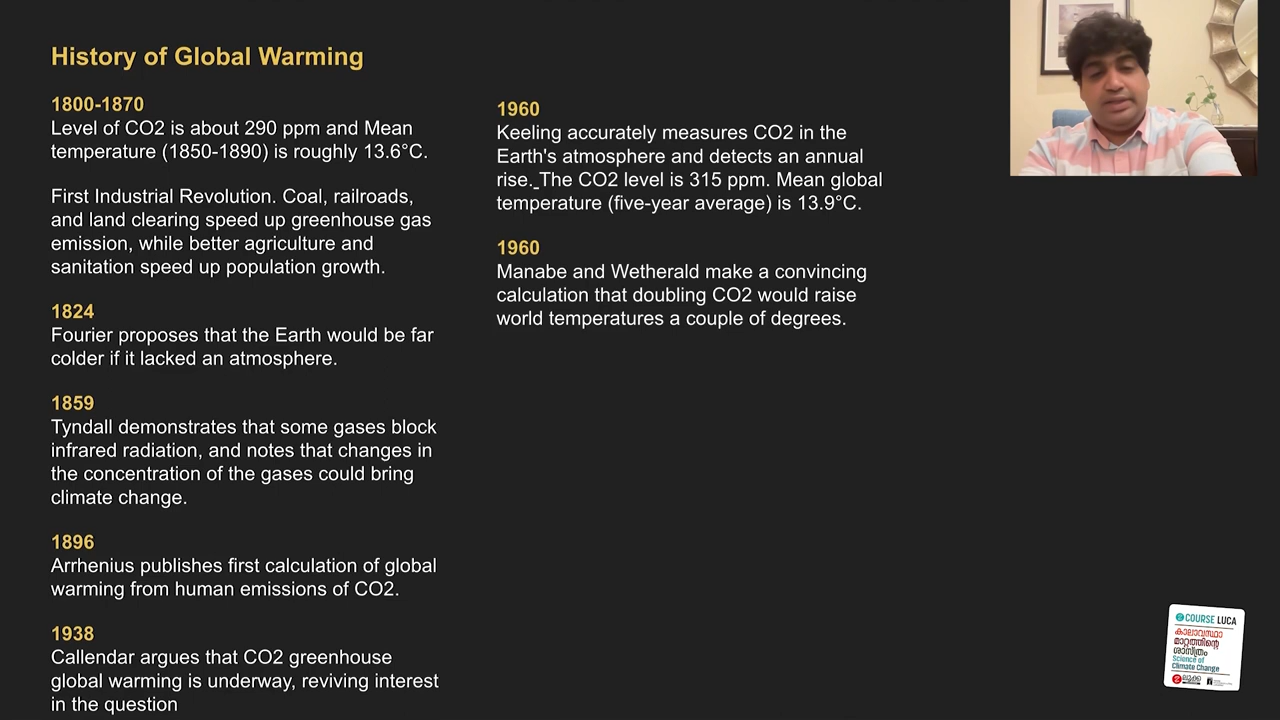 History of Global Warming
1800-1870
Level of CO2 is about 290 ppm and Mean
temperature (1850-1890) is roughly 13.6°C.
First Industrial Revolution. Coal, railroads,
and land clearing speed up greenhouse gas
emission, while better agriculture and
sanitation speed up population growth.
1824
Fourier proposes that the Earth would be far
colder if it lacked an atmosphere.
1859
Tyndall demonstrates that some gases block
infrared radiation, and notes that changes in
the concentration of the gases could bring
climate change.
1896
Arrhenius publishes first calculation of global
warming from human emissions of CO2.
1938
Callendar argues that CO2 greenhouse
global warming is underway, reviving interest
in the question
1960
Keeling accurately measures CO2 in the
Earth's atmosphere and detects an annual
rise. The CO2 level is 315 ppm. Mean global
temperature (five-year average) is 13.9°C.
1960
Manabe and Wetherald make a convincing
calculation that doubling CO2 would raise
world temperatures a couple of degrees.
COURSE LUCA
കാലാവസ്ഥാ
മാറ്റത്തിന്റെ
ശാസ്ത്രം
Science of
Climate Change
ലൂക്ക